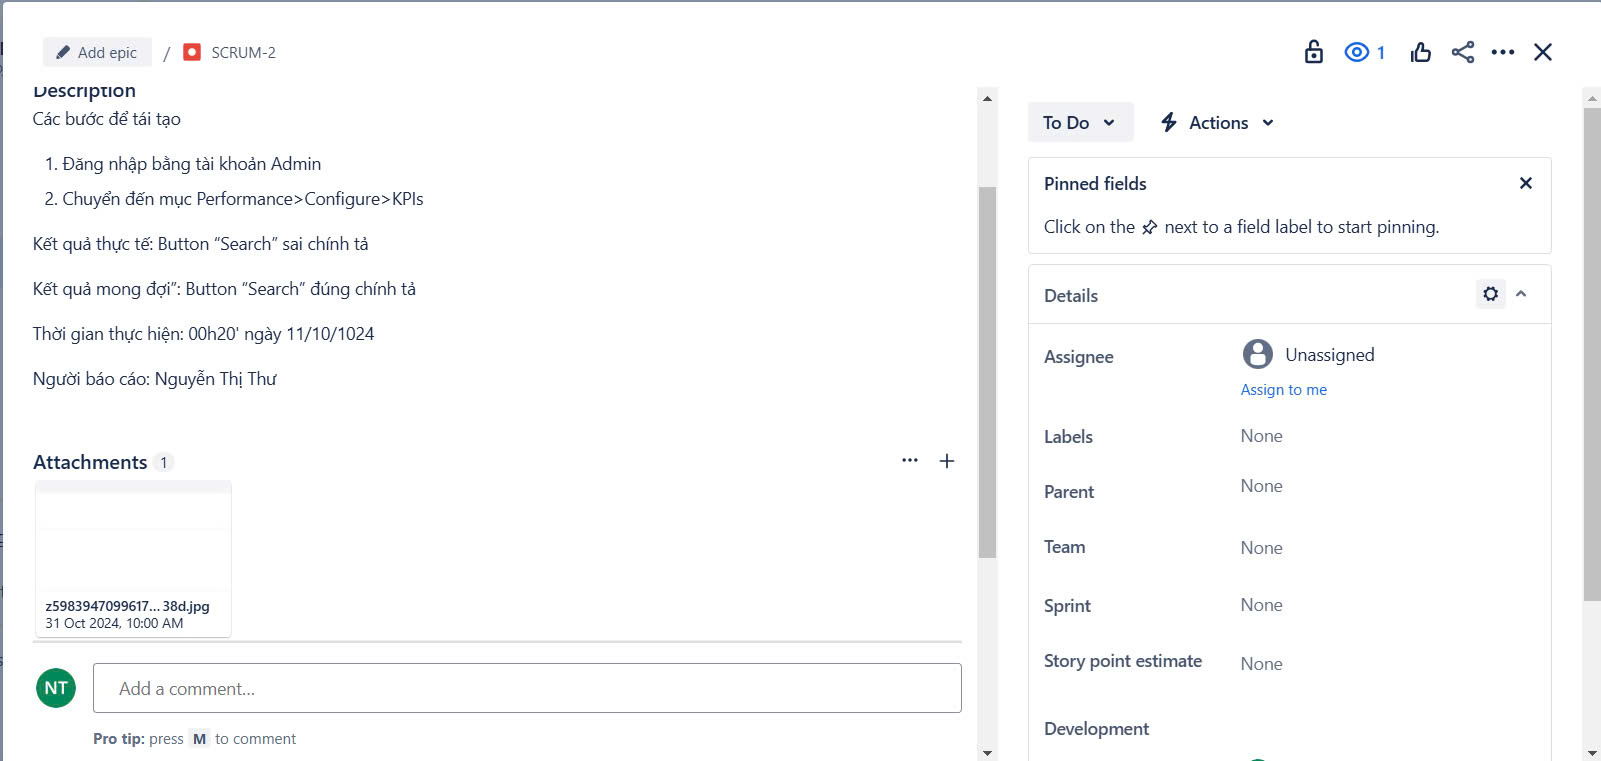 Add epic / SCRUM-2
1
Description
Các bước để tái tạo
1. Đăng nhập bằng tài khoản Admin
2. Chuyển đến mục Performance>Configure>KPIs
Kết quả thực tế: Button “Search” sai chính tả
Kết quả mong đợi”: Button “Search” đúng chính tả
Thời gian thực hiện: 00h20' ngày 11/10/1024
Người báo cáo: Nguyễn Thị Thư
Attachments 1
z5983947099617... 38d.jpg
31 Oct 2024, 10:00 AM
NT
Add a comment...
Pro tip: press M to comment
To Do
Actions
Pinned fields
Click on the next to a field label to start pinning.
Details
Assignee
Unassigned
Assign to me
Labels
None
Parent
None
Team
None
Sprint
None
Story point estimate
None
Development